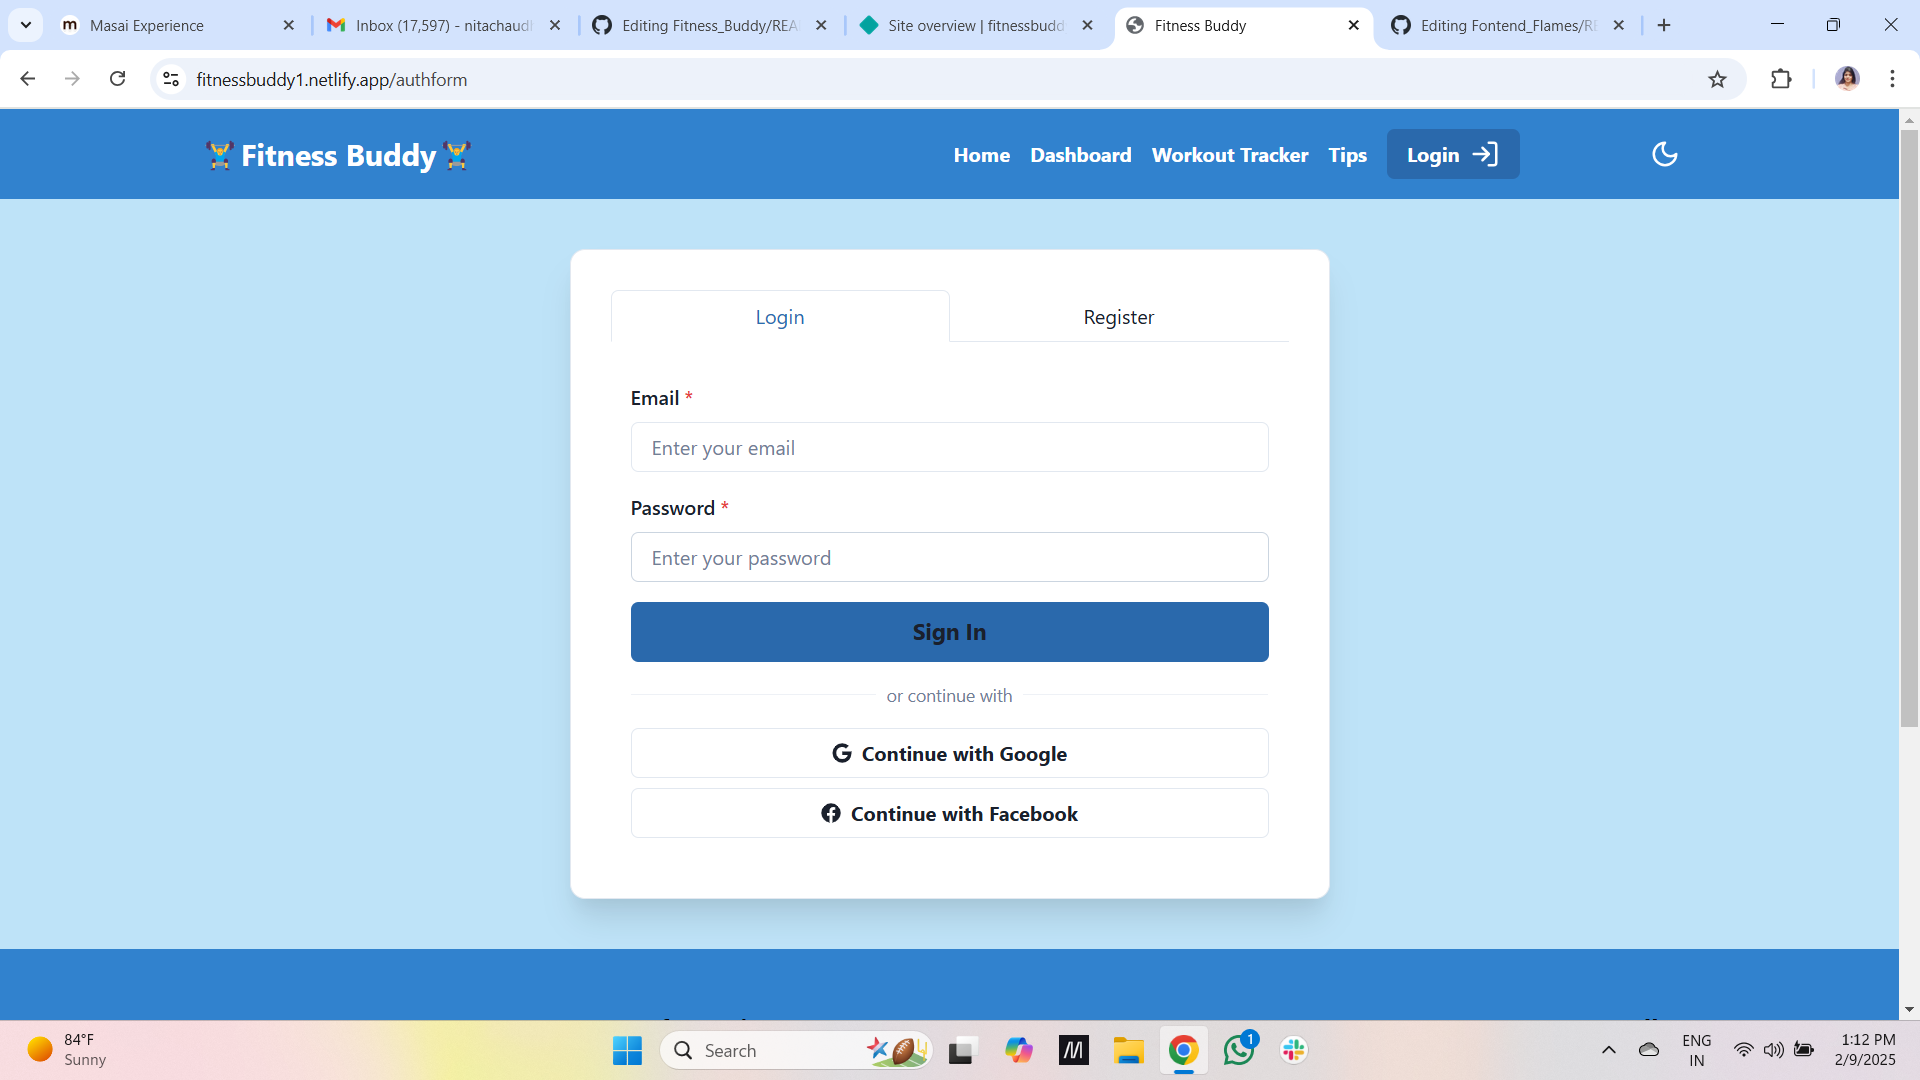 Masai Experience
Inbox (17,597) - nitachaud
Editing Fitness_Buddy/REA
Site overview | fitnessbudd
Fitness Buddy
Editing Fontend_Flames/RE
fitnessbuddy1.netlify.app/authform
Fitness Buddy
Home
Dashboard
Workout Tracker
Tips
Login
Login
Register
Email *
Enter your email
Password *
Enter your password
Sign In
or continue with
Continue with Google
Continue with Facebook
84°F
Sunny
Search
1
ENG
IN
1:12 PM
2/9/2025